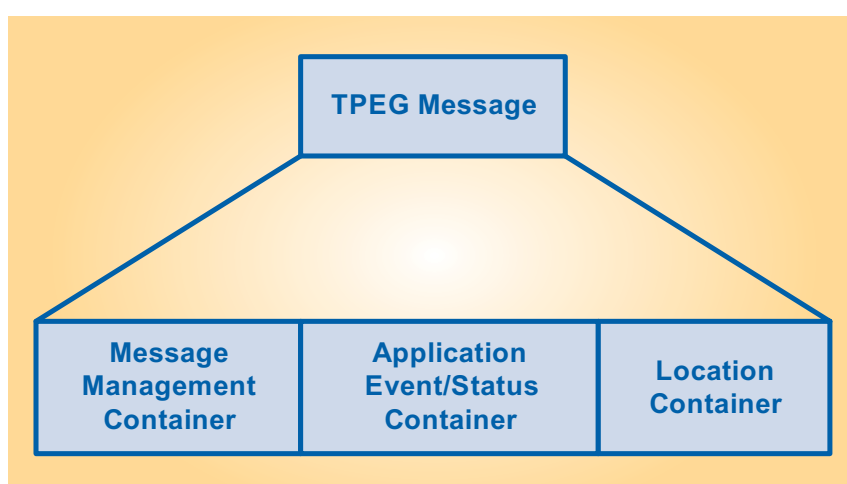 TPEG Message
Message
Management
Container
Application
Event/Status
Container
Location
Container